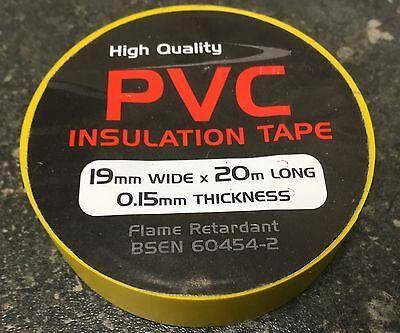 High Quality
PVC
INSULATION TAPE
19mm WIDE x 20m LONG
0.15mm THICKNESS
Flame Retardant
BSEN 60454-2